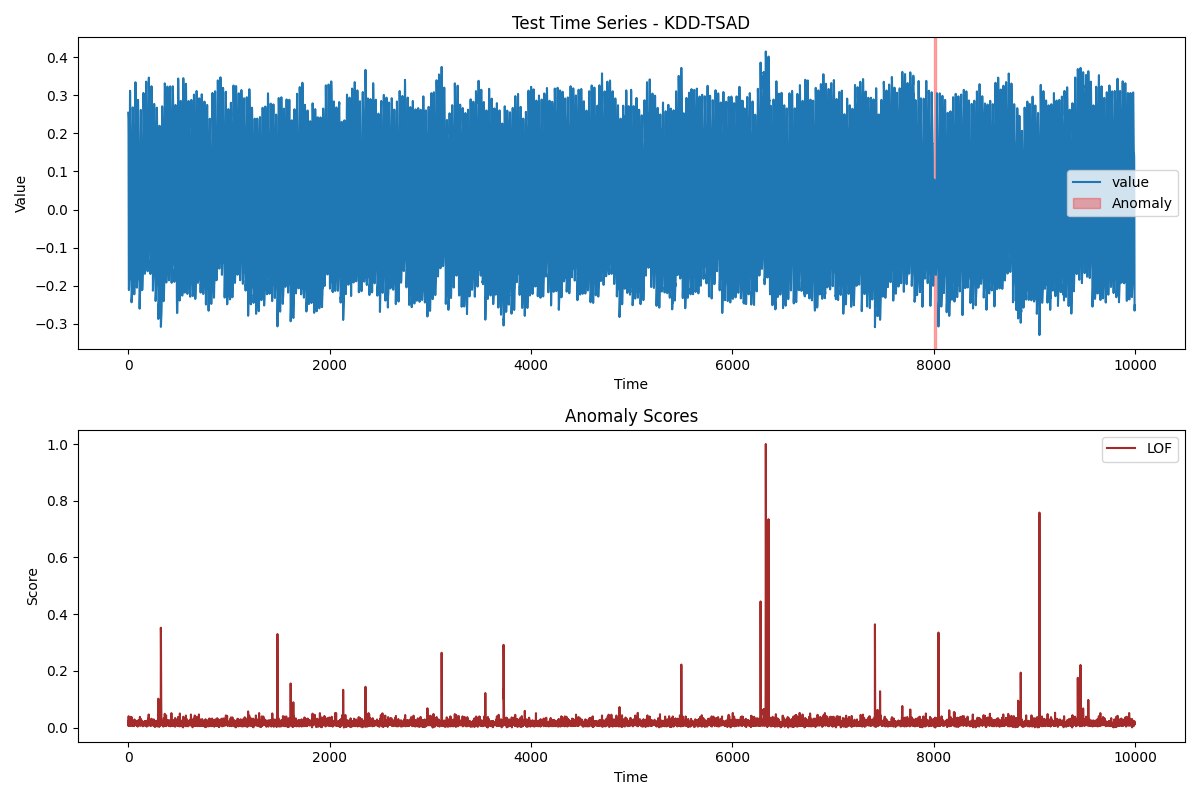 Test Time Series - KDD-TSAD
Value
0.4
0.3
0.2
0.1
0.0
−0.1
−0.2
−0.3
value
Anomaly
0 2000 4000 6000 8000 10000
Time
Anomaly Scores
Score
1.0
0.8
0.6
0.4
0.2
0.0
LOF
0 2000 4000 6000 8000 10000
Time